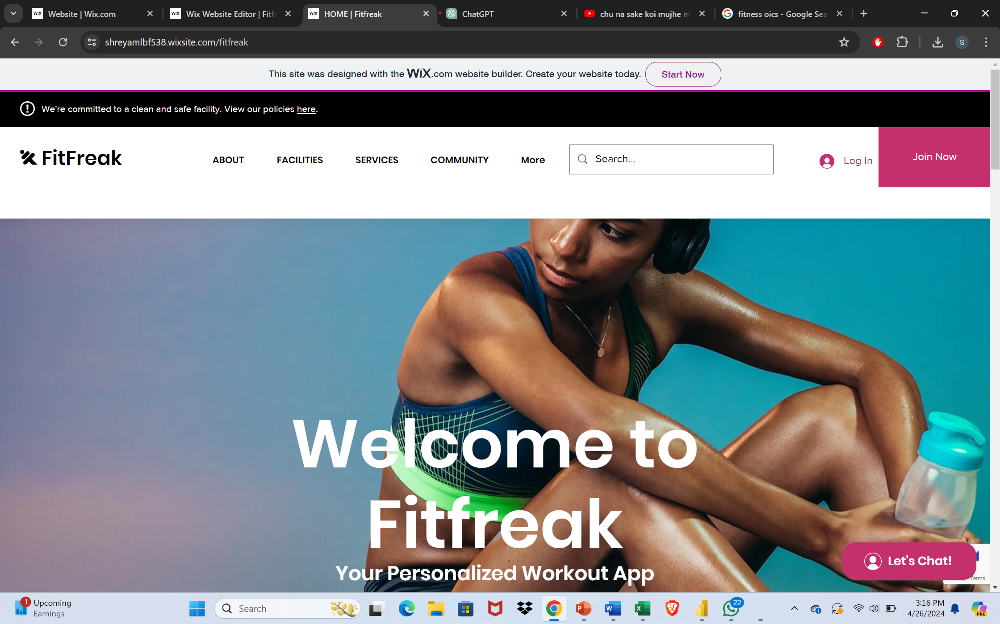 WIX Website | Wix.com
WIX Wix Website Editor | Fitfr
WIX HOME | Fitfreak
ChatGPT
chu na sake koi mujhe m
fitness oics - Google Sea
shreyamlbf538.wixsite.com/fitfreak
S
This site was designed with the WiX.com website builder. Create your website today.
Start Now
We're committed to a clean and safe facility. View our policies here.
FitFreak
ABOUT
FACILITIES
SERVICES
COMMUNITY
More
Search...
Log In
Join Now
Welcome to
Fitfreak
Your Personalized Workout App
Let's Chat!
Terms
1
Upcoming
Earnings
Search
P
W
X
22
3:16 PM
4/26/2024
PRE